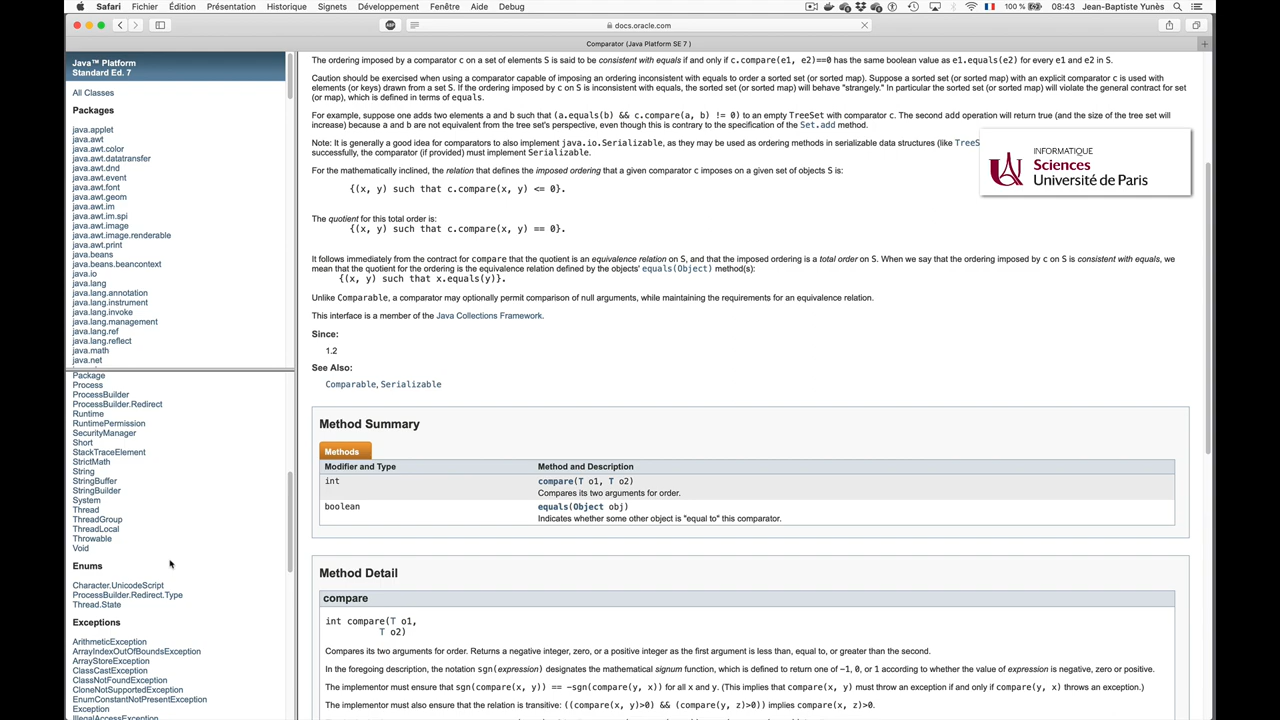 Safari Fichier Édition Présentation Historique Signets Développement Fenêtre Aide Debug 100 % 08:43 Jean-Baptiste Yunès
docs.oracle.com
Comparator (Java Platform SE 7 )
Java™ Platform
Standard Ed. 7
All Classes
Packages
java.applet
java.awt
java.awt.color
java.awt.datatransfer
java.awt.dnd
java.awt.event
java.awt.font
java.awt.geom
java.awt.im
java.awt.im.spi
java.awt.image
java.awt.image.renderable
java.awt.print
java.beans
java.beans.beancontext
java.io
java.lang
java.lang.annotation
java.lang.instrument
java.lang.invoke
java.lang.management
java.lang.ref
java.lang.reflect
java.math
java.net
Package
Process
ProcessBuilder
ProcessBuilder.Redirect
Runtime
RuntimePermission
SecurityManager
Short
StackTraceElement
StrictMath
String
StringBuffer
StringBuilder
System
Thread
ThreadGroup
ThreadLocal
Throwable
Void
Enums
Character.UnicodeScript
ProcessBuilder.Redirect.Type
Thread.State
Exceptions
ArithmeticException
ArrayIndexOutOfBoundsException
ArrayStoreException
ClassCastException
ClassNotFoundException
CloneNotSupportedException
EnumConstantNotPresentException
Exception
IllegalAccessException
The ordering imposed by a comparator c on a set of elements S is said to be consistent with equals if and only if c.compare(e1, e2)==0 has the same boolean value as e1.equals(e2) for every e1 and e2 in S.
Caution should be exercised when using a comparator capable of imposing an ordering inconsistent with equals to order a sorted set (or sorted map). Suppose a sorted set (or sorted map) with an explicit comparator c is used with
elements (or keys) drawn from a set S. If the ordering imposed by c on S is inconsistent with equals, the sorted set (or sorted map) will behave "strangely." In particular the sorted set (or sorted map) will violate the general contract for set
(or map), which is defined in terms of equals.
For example, suppose one adds two elements a and b such that (a.equals(b) && c.compare(a, b) != 0) to an empty TreeSet with comparator c. The second add operation will return true (and the size of the tree set will
increase) because a and b are not equivalent from the tree set's perspective, even though this is contrary to the specification of the Set.add method.
Note: It is generally a good idea for comparators to also implement java.io.Serializable, as they may be used as ordering methods in serializable data structures (like TreeS
successfully, the comparator (if provided) must implement Serializable.
INFORMATIQUE
Sciences
Université de Paris
For the mathematically inclined, the relation that defines the imposed ordering that a given comparator c imposes on a given set of objects S is:
{(x, y) such that c.compare(x, y) <= 0}.
The quotient for this total order is:
{(x, y) such that c.compare(x, y) == 0}.
It follows immediately from the contract for compare that the quotient is an equivalence relation on S, and that the imposed ordering is a total order on S. When we say that the ordering imposed by c on S is consistent with equals, we
mean that the quotient for the ordering is the equivalence relation defined by the objects' equals(Object) method(s):
{(x, y) such that x.equals(y)}.
Unlike Comparable, a comparator may optionally permit comparison of null arguments, while maintaining the requirements for an equivalence relation.
This interface is a member of the Java Collections Framework.
Since:
1.2
See Also:
Comparable, Serializable
Method Summary
Methods
Modifier and Type Method and Description
int compare(T o1, T o2)
Compares its two arguments for order.
boolean equals(Object obj)
Indicates whether some other object is "equal to" this comparator.
Method Detail
compare
int compare(T o1,
T o2)
Compares its two arguments for order. Returns a negative integer, zero, or a positive integer as the first argument is less than, equal to, or greater than the second.
In the foregoing description, the notation sgn(expression) designates the mathematical signum function, which is defined to return one of -1, 0, or 1 according to whether the value of expression is negative, zero or positive.
The implementor must ensure that sgn(compare(x, y)) == -sgn(compare(y, x)) for all x and y. (This implies that compare(x, y) must throw an exception if and only if compare(y, x) throws an exception.)
The implementor must also ensure that the relation is transitive: ((compare(x, y)>0) && (compare(y, z)>0)) implies compare(x, z)>0.